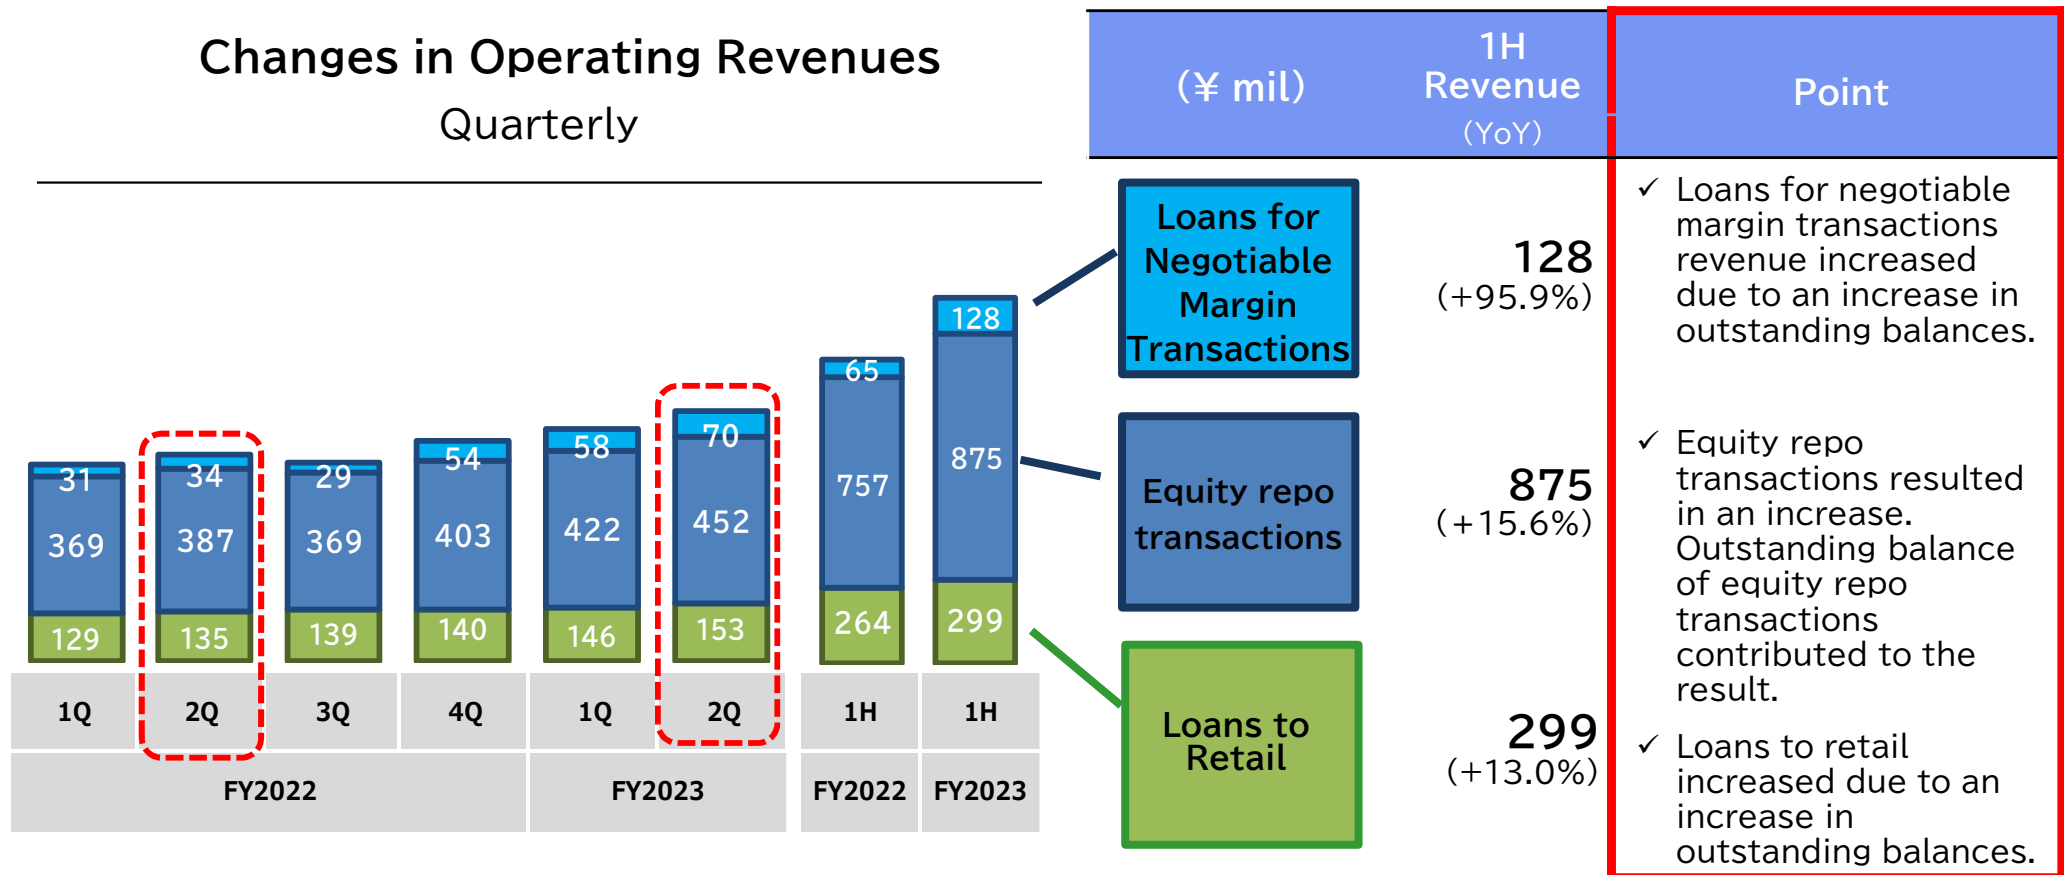 Changes in Operating Revenues
Quarterly
31
369
129
34
387
135
29
369
139
54
403
140
58
422
146
70
452
153
65
757
264
128
875
299
1Q
2Q
3Q
4Q
1Q
2Q
1H
1H
FY2022
FY2023
FY2022
FY2023
(¥ mil)
1H
Revenue
(YoY)
Point
Loans for
Negotiable
Margin
Transactions
128
(+95.9%)
✓ Loans for negotiable
margin transactions
revenue increased
due to an increase in
outstanding balances.
Equity repo
transactions
875
(+15.6%)
✓ Equity repo
transactions resulted
in an increase.
Outstanding balance
of equity repo
transactions
contributed to the
result.
Loans to
Retail
299
(+13.0%)
✓ Loans to retail
increased due to an
increase in
outstanding balances.